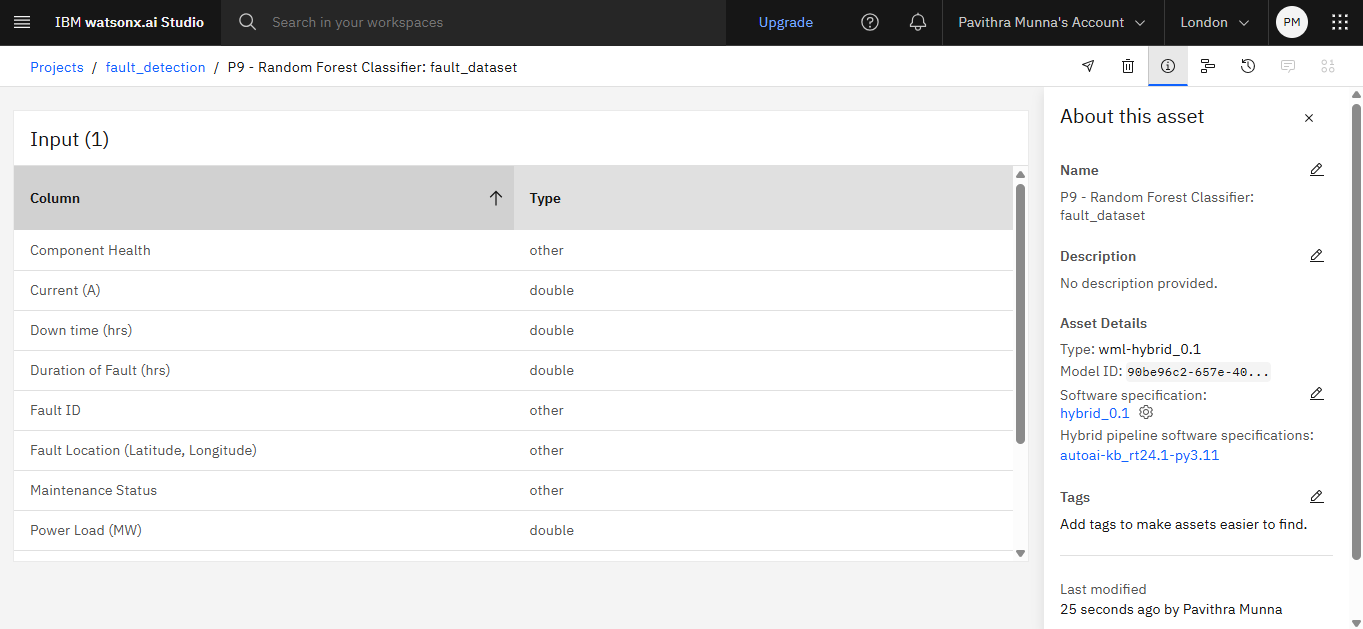 IBM watsonx.ai Studio
Search in your workspaces
Upgrade
Pavithra Munna's Account
London
PM
Projects / fault_detection / P9 - Random Forest Classifier: fault_dataset
Input (1)
Column Type
Component Health other
Current (A) double
Down time (hrs) double
Duration of Fault (hrs) double
Fault ID other
Fault Location (Latitude, Longitude) other
Maintenance Status other
Power Load (MW) double
About this asset
Name
P9 - Random Forest Classifier:
fault_dataset
Description
No description provided.
Asset Details
Type: wml-hybrid_0.1
Model ID: 90be96c2-657e-40...
Software specification:
hybrid_0.1
Hybrid pipeline software specifications:
autoai-kb_rt24.1-py3.11
Tags
Add tags to make assets easier to find.
Last modified
25 seconds ago by Pavithra Munna